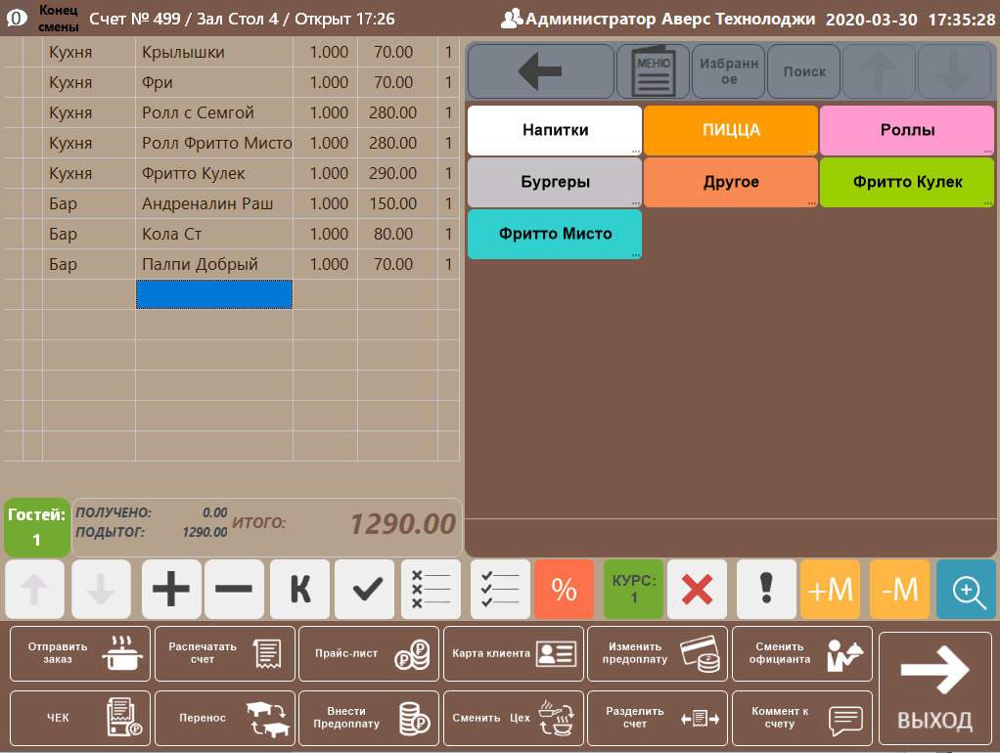 0 Конец смены Счет № 499 / Зал Стол 4 / Открыт 17:26 Администратор Аверс Технолоджи 2020-03-30 17:35:28
Кухня Крылышки 1.000 70.00 1
Кухня Фри 1.000 70.00 1
Кухня Ролл с Семгой 1.000 280.00 1
Кухня Ролл Фритто Мисто 1.000 280.00 1
Кухня Фритто Кулек 1.000 290.00 1
Бар Андреналин Раш 1.000 150.00 1
Бар Кола Ст 1.000 80.00 1
Бар Палпи Добрый 1.000 70.00 1
МЕНЮ
Избранн
ое
Поиск
Напитки ... ПИЦЦА Роллы ...
Бургеры ... Другое ... Фритто Кулек ...
Фритто Мисто ...
Гостей:
1
ПОЛУЧЕНО: 0.00
ПОДЫТОГ: 1290.00
ИТОГО: 1290.00
К
%
КУРС:
1
!
+М
-М
Отправить
заказ
Распечатать
счет
Прайс-лист
Карта клиента
Изменить
предоплату
Сменить
официанта
ЧЕК
Перенос
Внести
Предоплату
Сменить Цех
Разделить
счет
Коммент к
счету
ВЫХОД